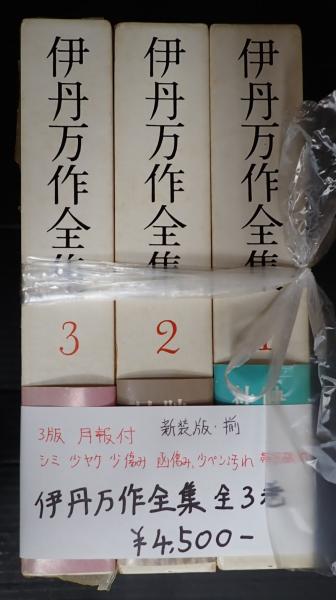 伊丹万作全集
3
伊丹万作全集
2
伊丹万作全集
1
3版 月報付 新装版・揃
シミ 少ヤケ 少傷み 函傷み、少ペン汚れ
伊丹万作全集 全3巻
¥4,500-